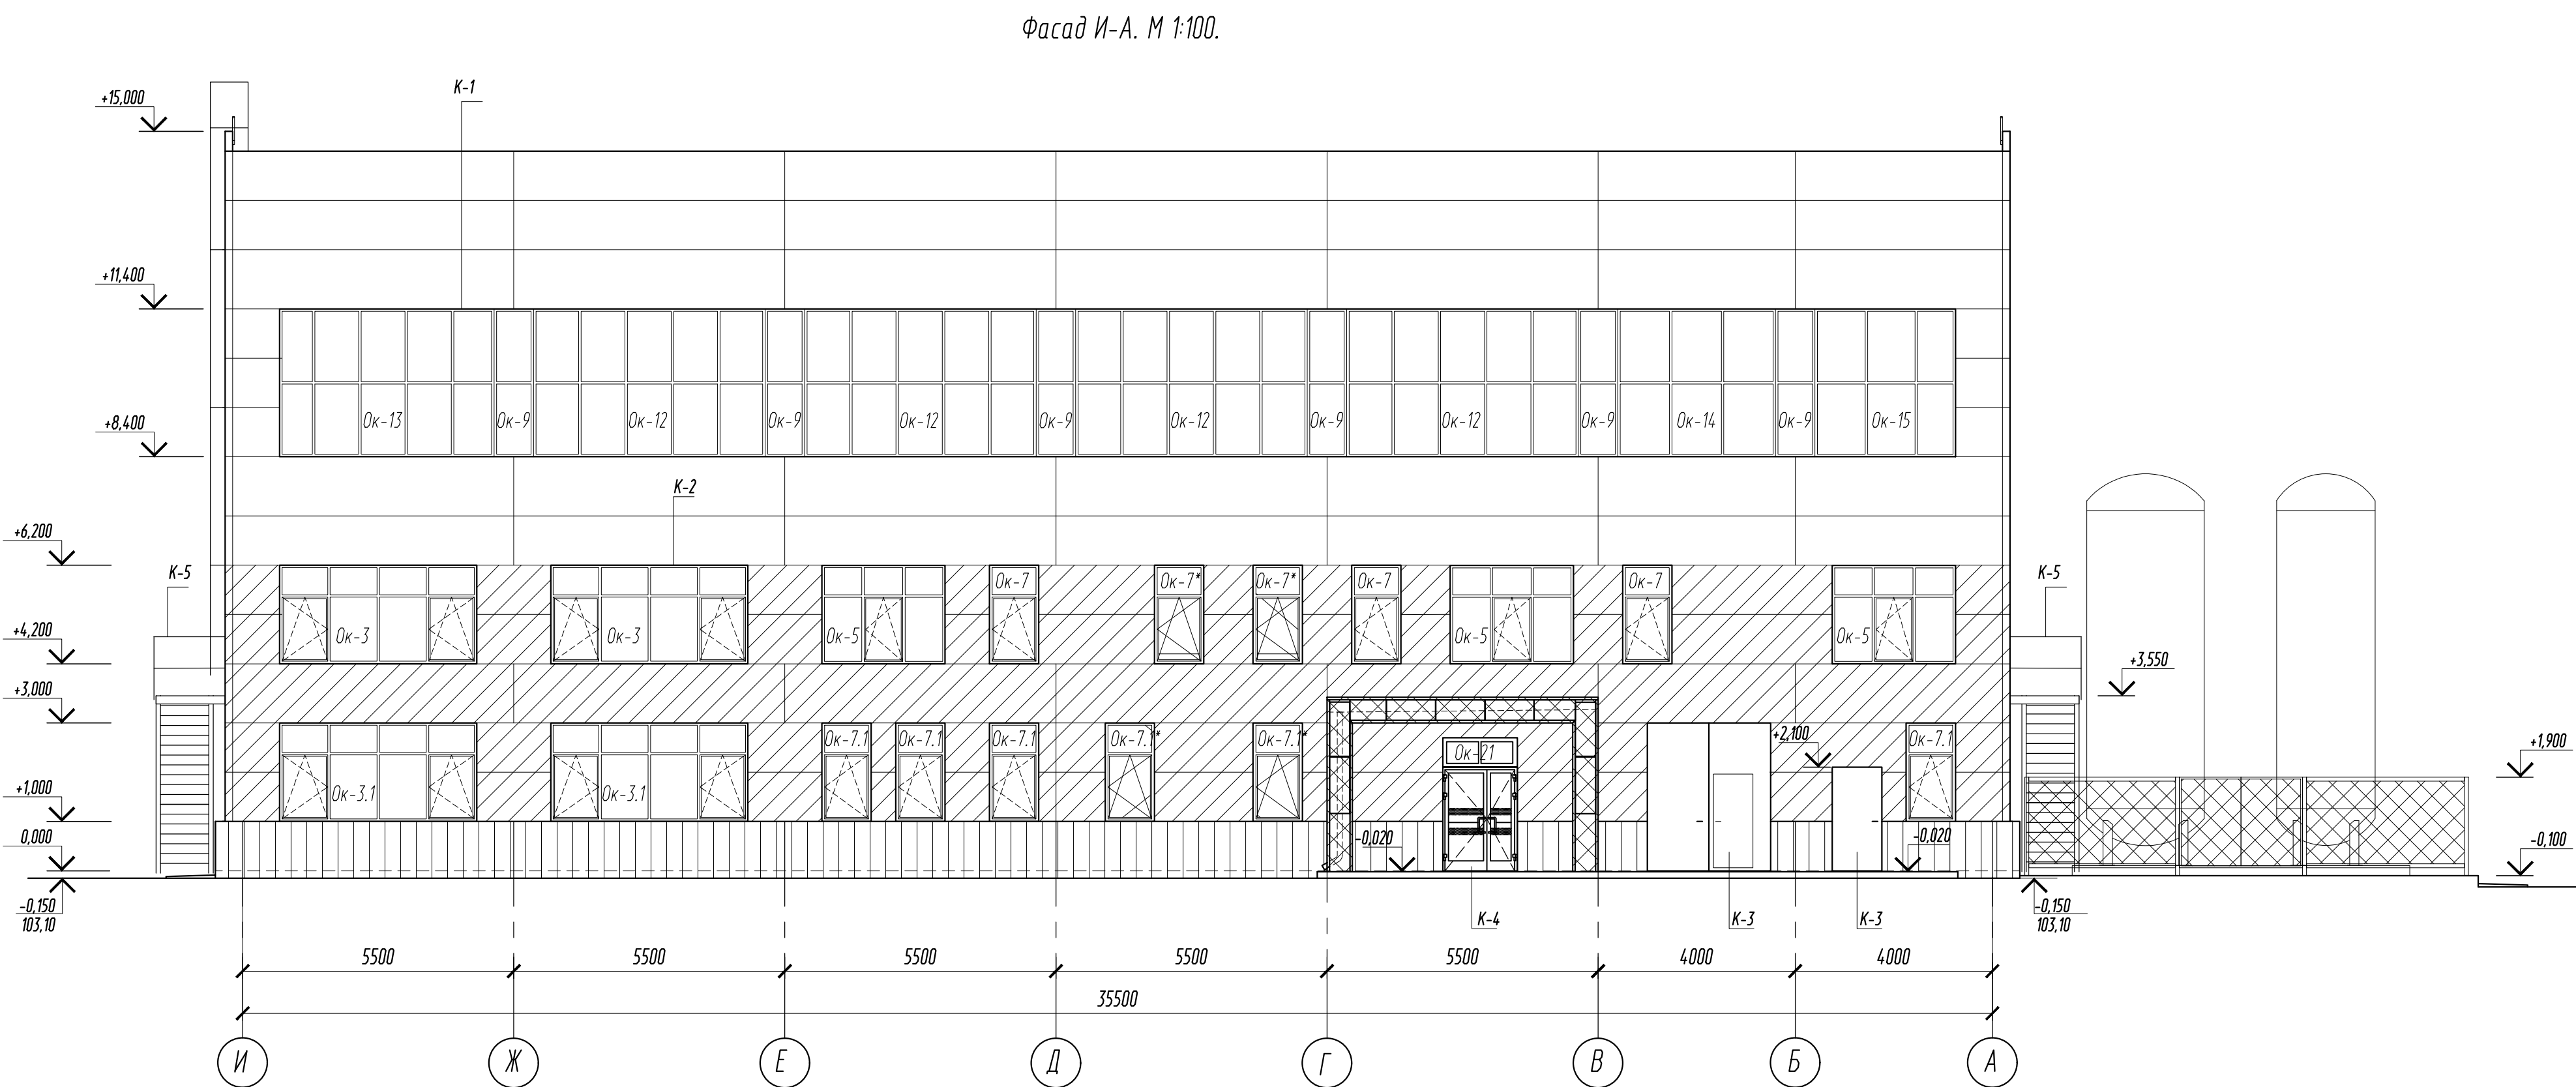 Фасад И-А. М 1:100.
К-1
+15,000
+11,400
+8,400
Ок-13 Ок-9 Ок-12 Ок-9 Ок-12 Ок-9 Ок-12 Ок-9 Ок-12 Ок-9 Ок-14 Ок-9 Ок-15
К-2
+6,200
К-5
К-5
Ок-7 Ок-7* Ок-7* Ок-7 Ок-7
+4,200
Ок-3 Ок-3 Ок-5 Ок-5 Ок-5
+3,550
+3,000
Ок-7.1 Ок-7.1 Ок-7.1 Ок-7.1* Ок-7.1* Ок-21 +2,100 Ок-7.1
+1,900
+1,000
Ок-3.1 Ок-3.1
0,000
-0,020
-0,020
-0,100
-0,150
103,10
-0,150
103,10
К-4 К-3 К-3
5500 5500 5500 5500 5500 4000 4000
35500
И Ж Е Д Г В Б А